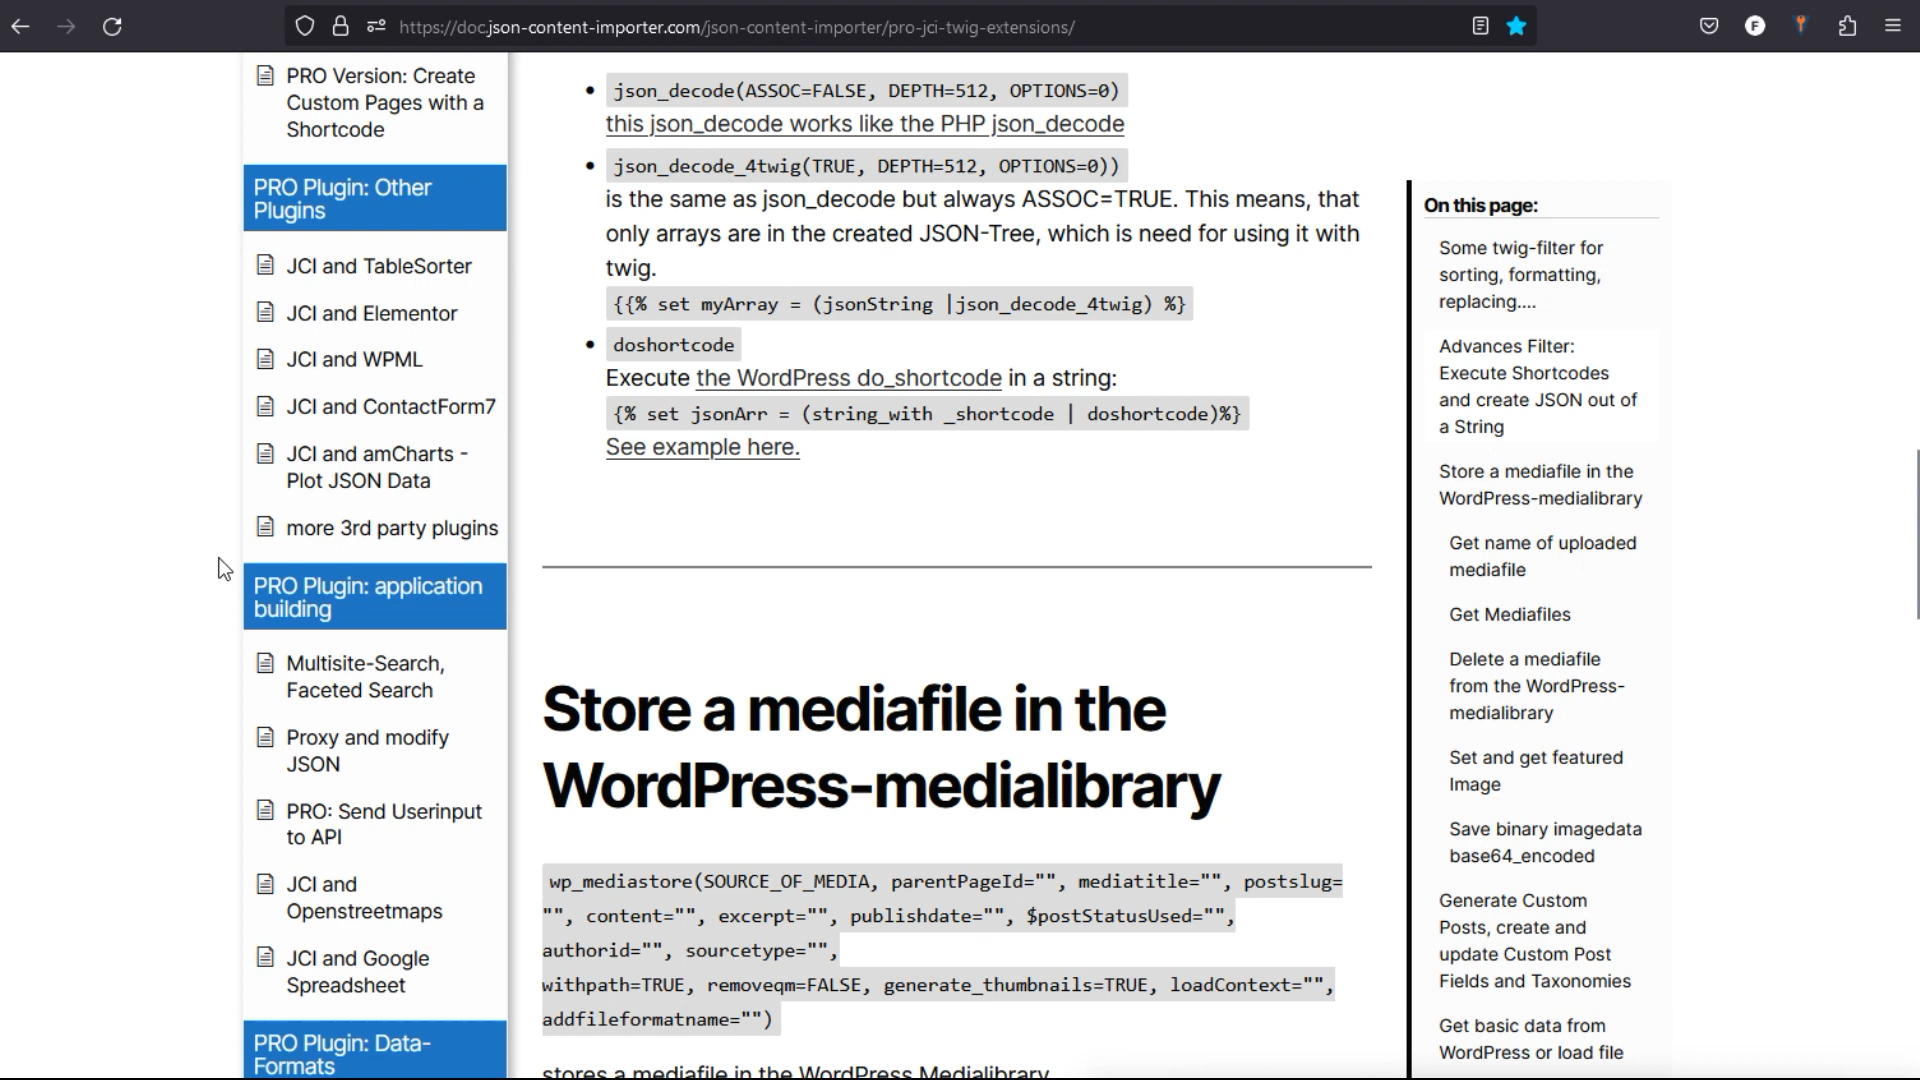 https://doc.json-content-importer.com/json-content-importer/pro-jci-twig-extensions/
F
PRO Version: Create
Custom Pages with a
Shortcode
PRO Plugin: Other
Plugins
JCI and TableSorter
JCI and Elementor
JCI and WPML
JCI and ContactForm7
JCI and amCharts -
Plot JSON Data
more 3rd party plugins
PRO Plugin: application
building
Multisite-Search,
Faceted Search
Proxy and modify
JSON
PRO: Send Userinput
to API
JCI and
Openstreetmaps
JCI and Google
Spreadsheet
PRO Plugin: Data-
Formats
json_decode(ASSOC=FALSE, DEPTH=512, OPTIONS=0)
this json_decode works like the PHP json_decode
json_decode_4twig(TRUE, DEPTH=512, OPTIONS=0))
is the same as json_decode but always ASSOC=TRUE. This means, that
only arrays are in the created JSON-Tree, which is need for using it with
twig.
{{% set myArray = (jsonString |json_decode_4twig) %}
doshortcode
Execute the WordPress do_shortcode in a string:
{% set jsonArr = (string_with _shortcode | doshortcode)%}
See example here.
Store a mediafile in the
WordPress-medialibrary
wp_mediastore(SOURCE_OF_MEDIA, parentPageId="", mediatitle="", postslug=
"", content="", excerpt="", publishdate="", $postStatusUsed="",
authorid="", sourcetype="",
withpath=TRUE, removeqm=FALSE, generate_thumbnails=TRUE, loadContext="",
addfileformatname="")
stores a mediafile in the WordPress Medialibrary
On this page:
Some twig-filter for
sorting, formatting,
replacing....
Advances Filter:
Execute Shortcodes
and create JSON out of
a String
Store a mediafile in the
WordPress-medialibrary
Get name of uploaded
mediafile
Get Mediafiles
Delete a mediafile
from the WordPress-
medialibrary
Set and get featured
Image
Save binary imagedata
base64_encoded
Generate Custom
Posts, create and
update Custom Post
Fields and Taxonomies
Get basic data from
WordPress or load file